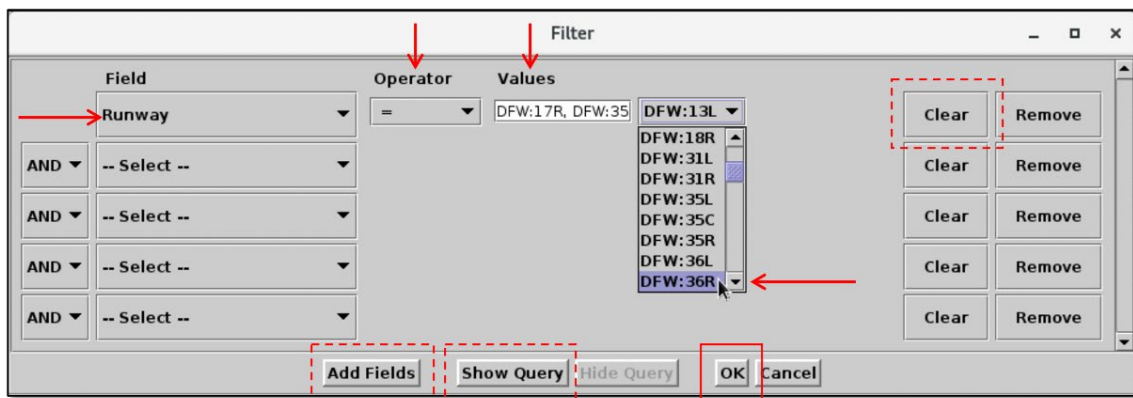 Filter
Field Operator Values
Runway = DFW:17R, DFW:35 DFW:13L Clear Remove
DFW:18R
DFW:31L
DFW:31R
DFW:35L
DFW:35C
DFW:35R
DFW:36L
DFW:36R
AND -- Select -- Clear Remove
AND -- Select -- Clear Remove
AND -- Select -- Clear Remove
AND -- Select -- Clear Remove
Add Fields Show Query Hide Query OK Cancel